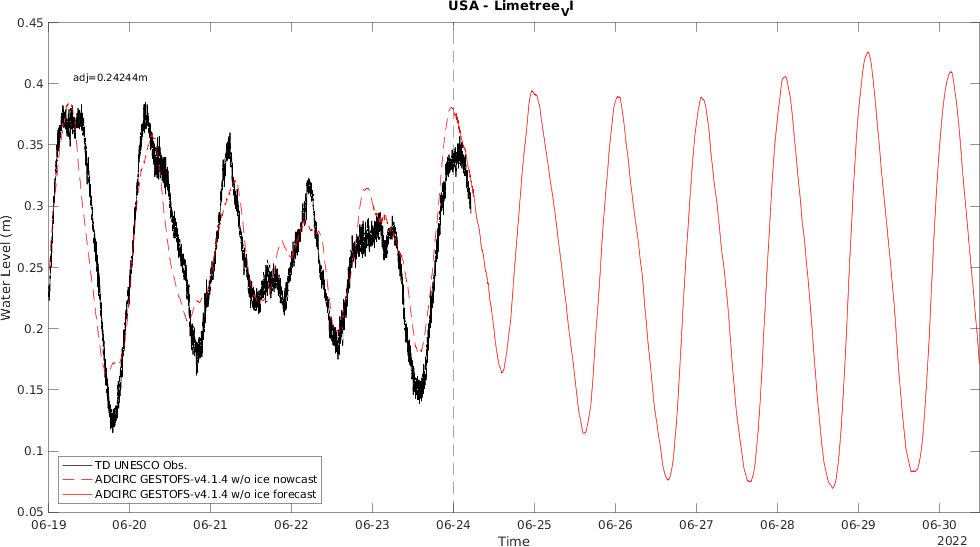 USA - Limetree_VI
adj=0.24244m
0.45
0.4
0.35
0.3
0.25
0.2
0.15
0.1
0.05
Water Level (m)
TD UNESCO Obs.
ADCIRC GESTOFS-v4.1.4 w/o ice nowcast
ADCIRC GESTOFS-v4.1.4 w/o ice forecast
06-19 06-20 06-21 06-22 06-23 06-24 06-25 06-26 06-27 06-28 06-29 06-30
Time
2022